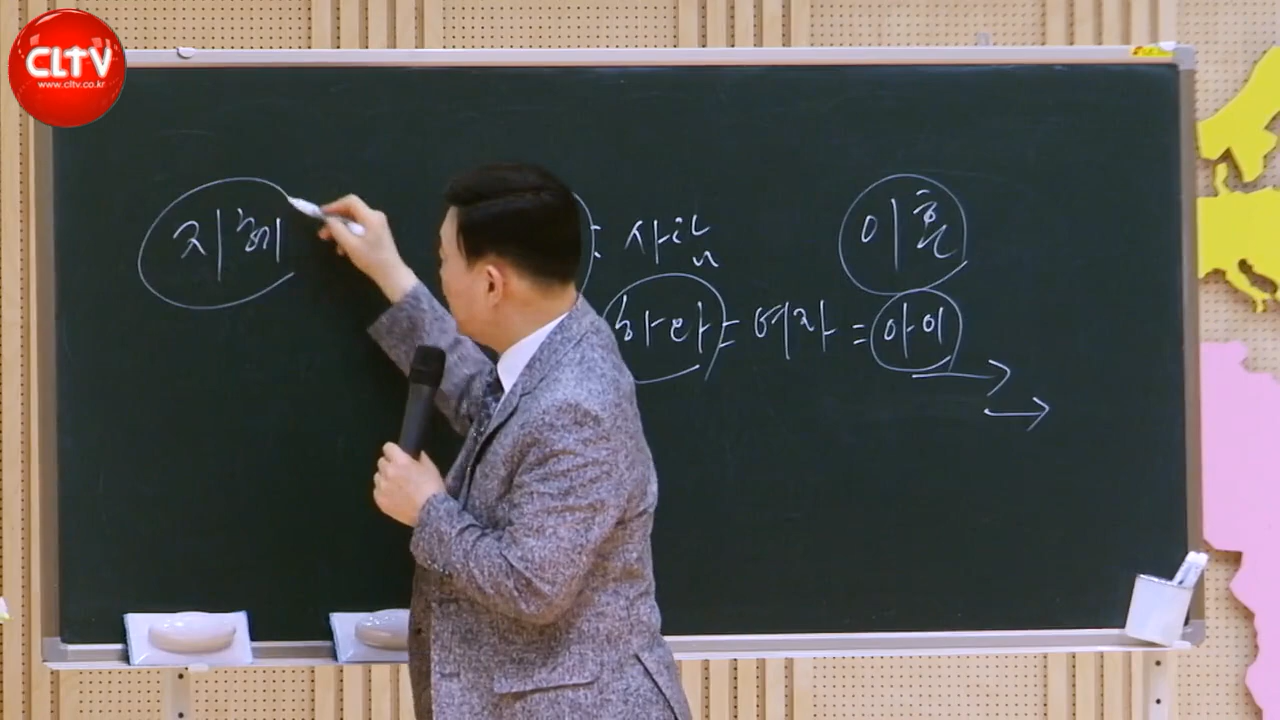 CLTV
www.cltv.co.kr
지혜 : 사람 이혼
하와 = 여자 = 아이